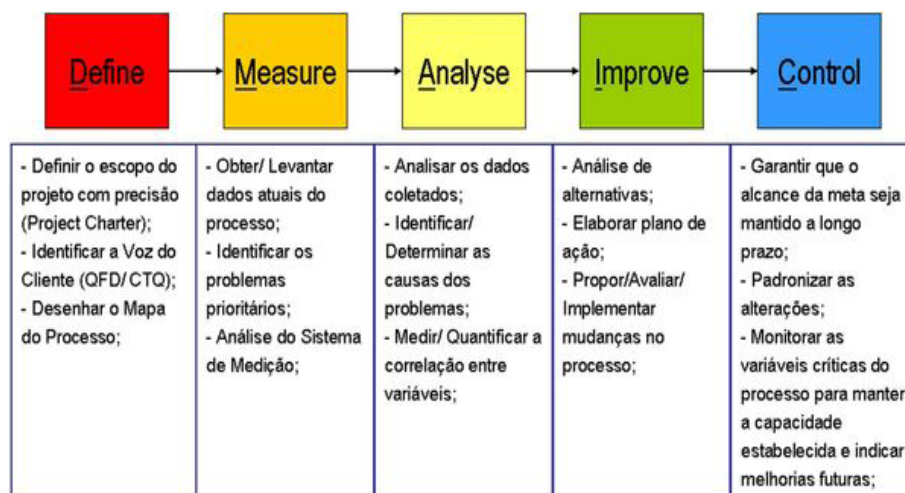 Define
Measure
Analyse
Improve
Control
- Definir o escopo do
projeto com precisão
(Project Charter);
- Identificar a Voz do
Cliente (QFD/ CTQ);
- Desenhar o Mapa
do Processo;
- Obter/ Levantar
dados atuais do
processo;
- Identificar os
problemas
prioritários;
- Análise do Sistema
de Medição;
- Analisar os dados
coletados;
- Identificar/
Determinar as
causas dos
problemas;
- Medir/ Quantificar a
correlação entre
variáveis;
- Análise de
alternativas;
- Elaborar plano de
ação;
- Propor/Avaliar/
Implementar
mudanças no
processo;
- Garantir que o
alcance da meta seja
mantido a longo
prazo;
- Padronizar as
alterações;
- Monitorar as
variáveis críticas do
processo para manter
a capacidade
estabelecida e indicar
melhorias futuras;